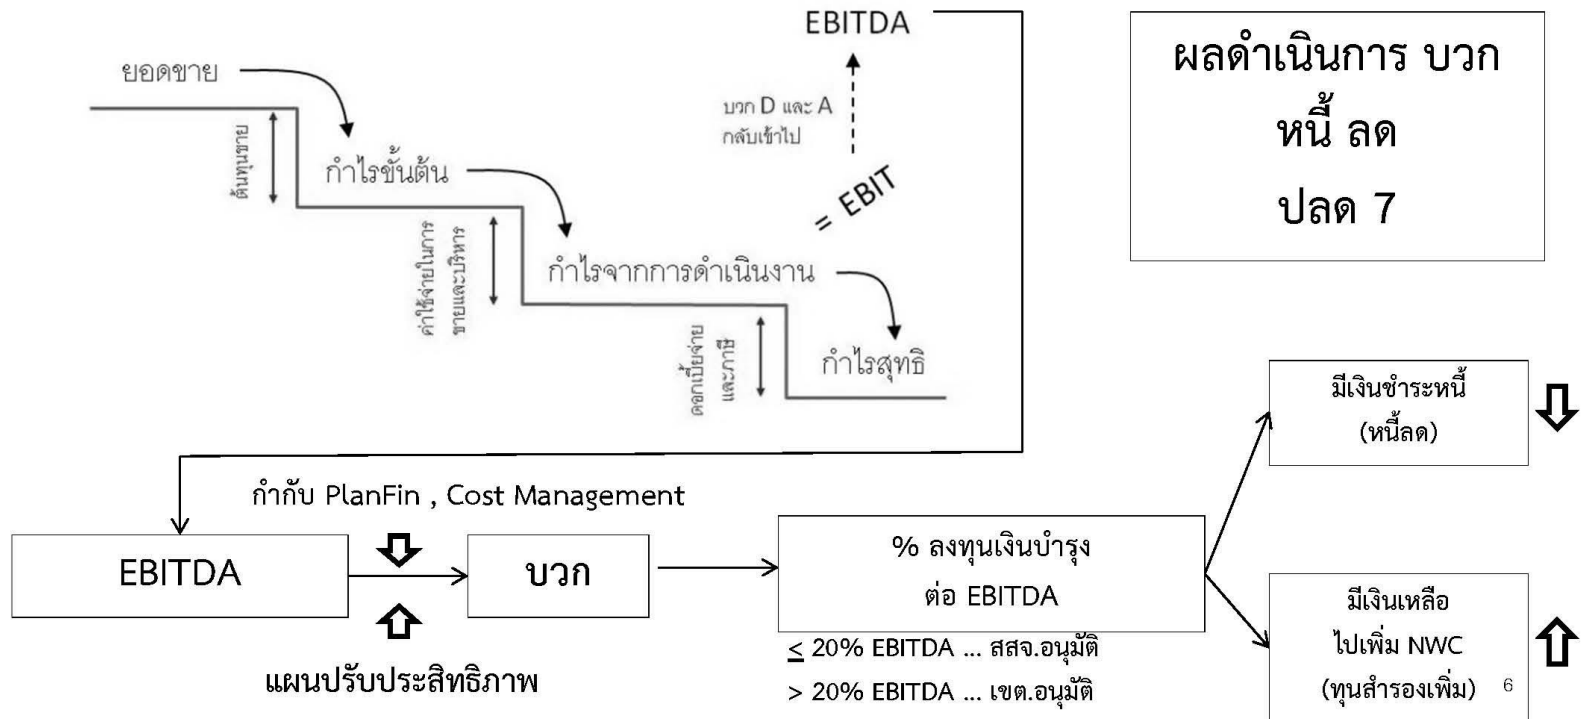 EBITDA
ยอดขาย
บวก D และ A
กลับเข้าไป
ต้นทุนขาย
กำไรขั้นต้น
= EBIT
ค่าใช้จ่ายในการ
ขายและบริหาร
กำไรจากการดำเนินงาน
ดอกเบี้ยจ่าย
และภาษี
กำไรสุทธิ
ผลดำเนินการ บวก
หนี้ ลด
ปลด 7
กำกับ PlanFin , Cost Management
EBITDA
บวก
แผนปรับประสิทธิภาพ
% ลงทุนเงินบำรุง
ต่อ EBITDA
≤ 20% EBITDA ... สสจ.อนุมัติ
> 20% EBITDA ... เขต.อนุมัติ
มีเงินชำระหนี้
(หนี้ลด)
มีเงินเหลือ
ไปเพิ่ม NWC
(ทุนสำรองเพิ่ม)
6